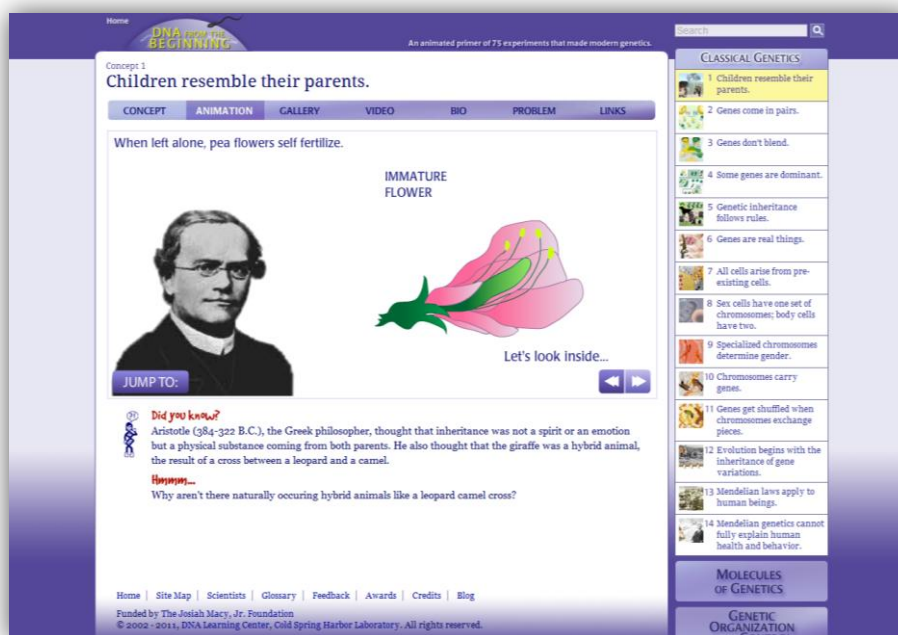 Home
DNA FROM THE
BEGINNING
An animated primer of 75 experiments that made modern genetics.
Search
Concept 1
Children resemble their parents.
CONCEPT ANIMATION GALLERY VIDEO BIO PROBLEM LINKS
When left alone, pea flowers self fertilize.
IMMATURE
FLOWER
Let's look inside...
JUMP TO:
Did you know?
Aristotle (384-322 B.C.), the Greek philosopher, thought that inheritance was not a spirit or an emotion
but a physical substance coming from both parents. He also thought that the giraffe was a hybrid animal,
the result of a cross between a leopard and a camel.
Hmmm...
Why aren't there naturally occuring hybrid animals like a leopard camel cross?
Home | Site Map | Scientists | Glossary | Feedback | Awards | Credits | Blog
Funded by The Josiah Macy, Jr. Foundation
© 2002 - 2011, DNA Learning Center, Cold Spring Harbor Laboratory. All rights reserved.
CLASSICAL GENETICS
1 Children resemble their
parents.
2 Genes come in pairs.
3 Genes don't blend.
4 Some genes are dominant.
5 Genetic inheritance
follows rules.
6 Genes are real things.
7 All cells arise from pre-
existing cells.
8 Sex cells have one set of
chromosomes; body cells
have two.
9 Specialized chromosomes
determine gender.
10 Chromosomes carry
genes.
11 Genes get shuffled when
chromosomes exchange
pieces.
12 Evolution begins with the
inheritance of gene
variations.
13 Mendelian laws apply to
human beings.
14 Mendelian genetics cannot
fully explain human
health and behavior.
MOLECULES
OF GENETICS
GENETIC
ORGANIZATION